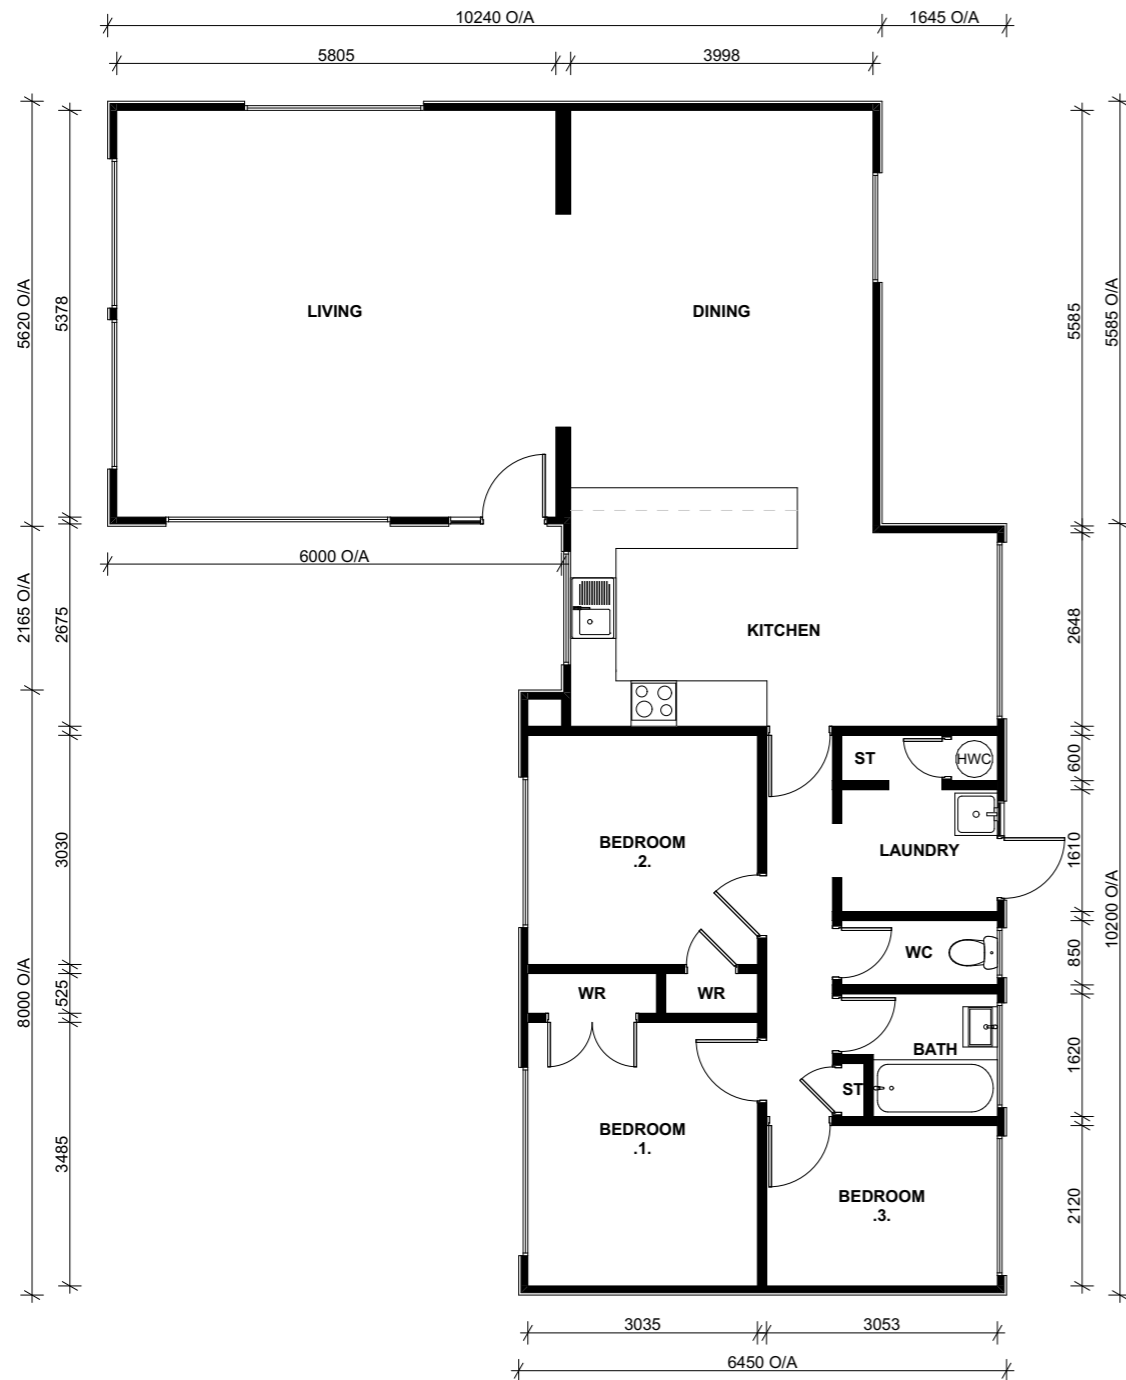 10240 O/A
1645 O/A
5805
3998
5620 O/A
5378
LIVING
DINING
5585
5585 O/A
6000 O/A
2165 O/A
2675
KITCHEN
2648
ST
HWC
600
3030
BEDROOM
.2.
LAUNDRY
1610
10200 O/A
WC
850
8000 O/A
525
WR
WR
BATH
1620
ST
3485
BEDROOM
.1.
BEDROOM
.3.
2120
3035
3053
6450 O/A